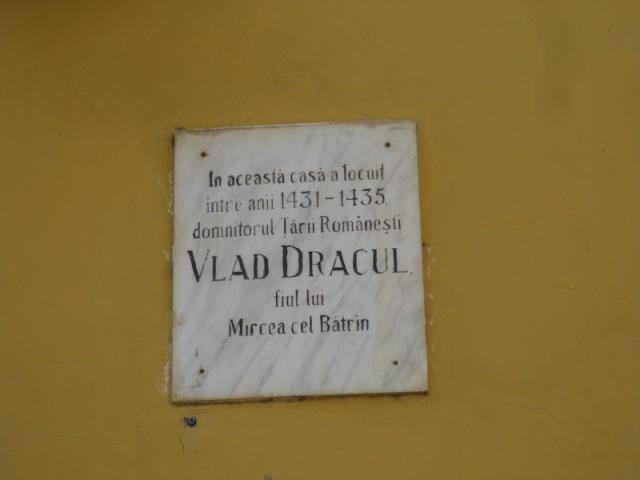 In această casă a locuit
între anii 1431-1435,
domnitorul Țării Românești
VLAD DRACUL,
fiul lui
Mircea cel Bătrîn